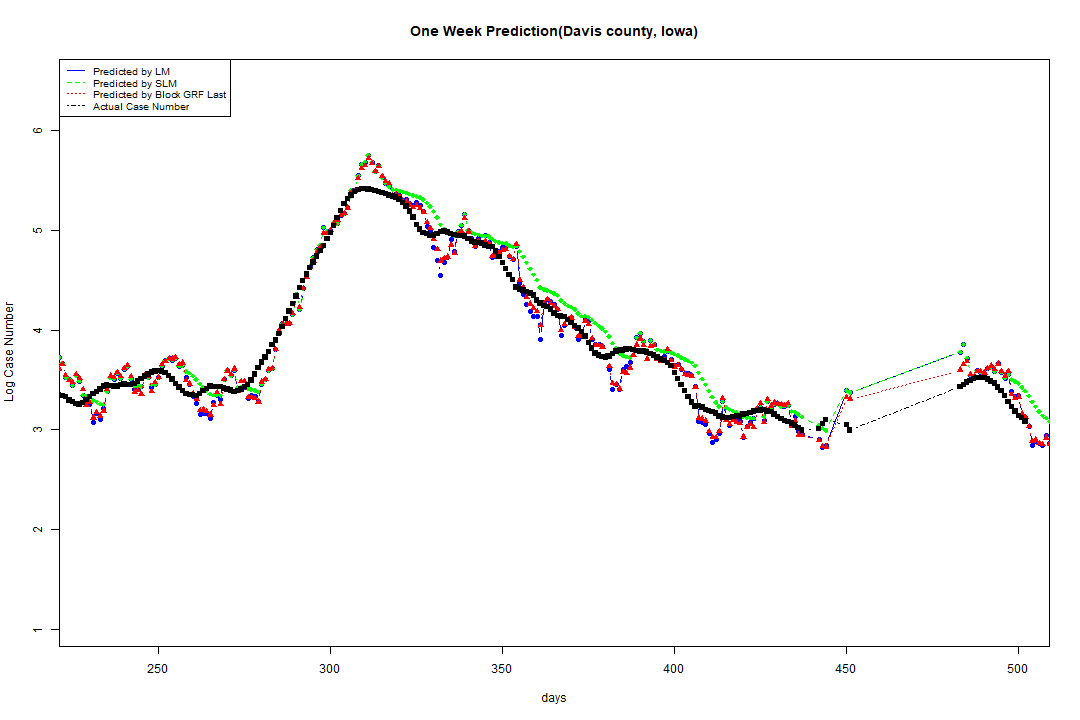 One Week Prediction(Davis county, Iowa)
Predicted by LM
Predicted by SLM
Predicted by Block GRF Last
Actual Case Number
Log Case Number
6
5
4
3
2
1
250 300 350 400 450 500
days